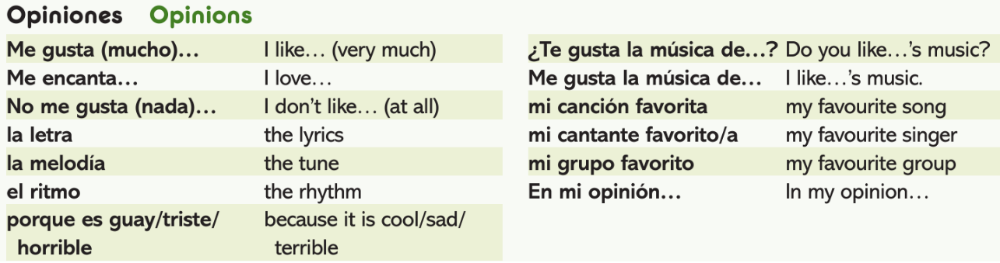 Opiniones Opinions
Me gusta (mucho)… I like… (very much)
Me encanta… I love…
No me gusta (nada)… I don't like… (at all)
la letra the lyrics
la melodía the tune
el ritmo the rhythm
porque es guay/triste/ because it is cool/sad/
horrible terrible
¿Te gusta la música de…? Do you like…'s music?
Me gusta la música de… I like…'s music.
mi canción favorita my favourite song
mi cantante favorito/a my favourite singer
mi grupo favorito my favourite group
En mi opinión… In my opinion…